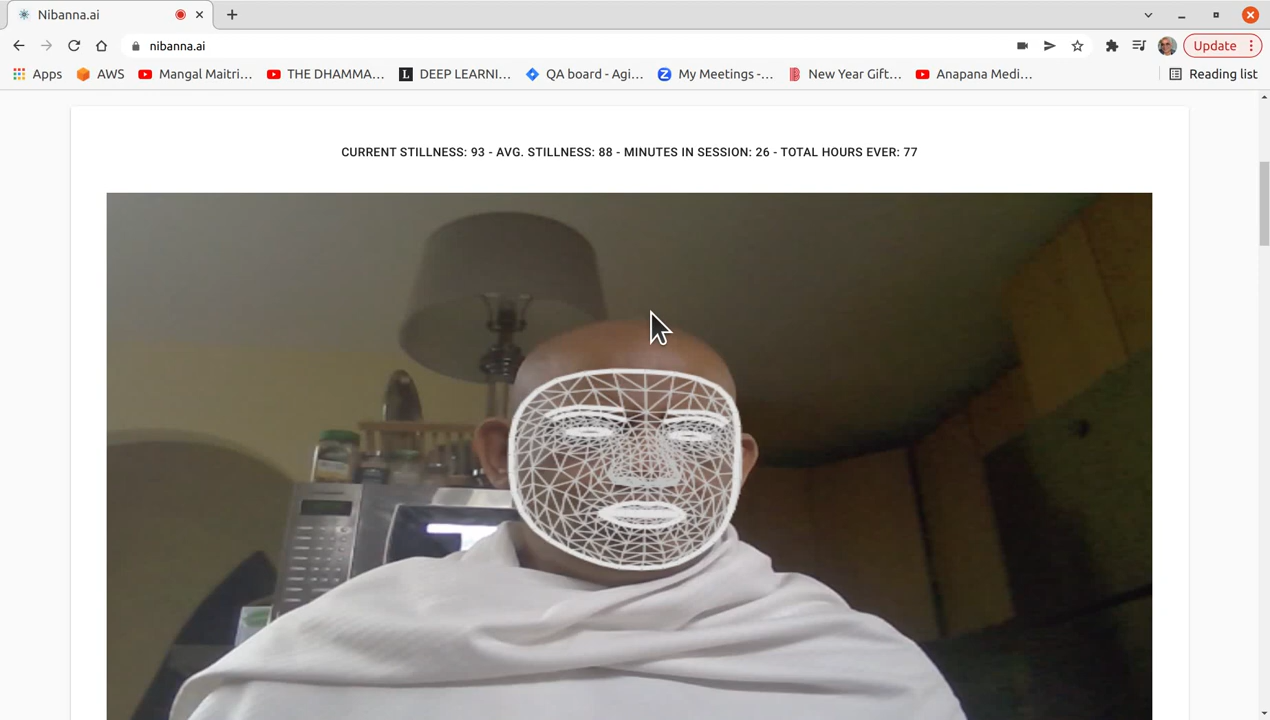 Nibanna.ai
nibanna.ai
Update
Apps AWS Mangal Maitri... THE DHAMMA... L DEEP LEARNI... QA board - Agi... Z My Meetings -... B New Year Gift... Anapana Medi... Reading list
CURRENT STILLNESS: 93 - AVG. STILLNESS: 88 - MINUTES IN SESSION: 26 - TOTAL HOURS EVER: 77